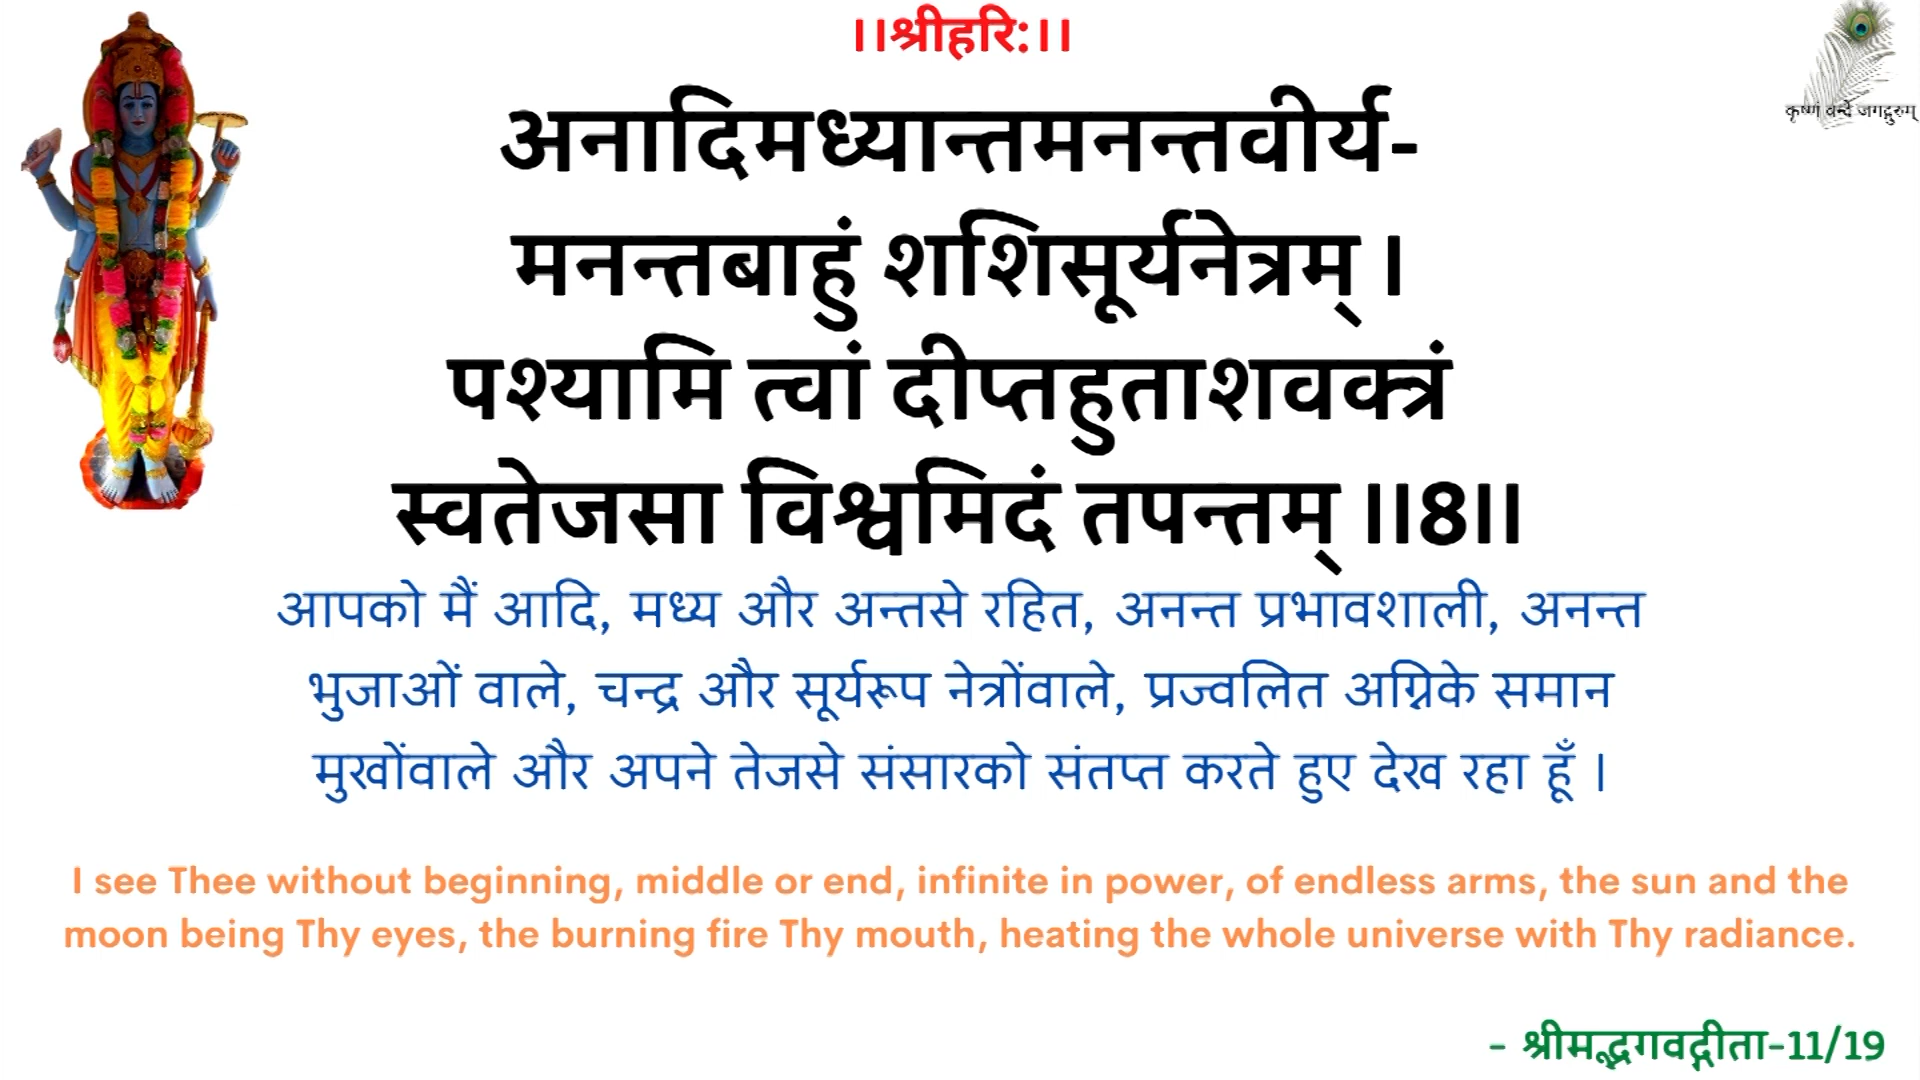 ।।श्रीहरि:।।
कृष्णं वन्दे जगद्गुरुम्
अनादिमध्यान्तमनन्तवीर्य-
मनन्तबाहुं शशिसूर्यनेत्रम् ।
पश्यामि त्वां दीप्तहुताशवक्त्रं
स्वतेजसा विश्वमिदं तपन्तम् ।।8।।
आपको मैं आदि, मध्य और अन्तसे रहित, अनन्त प्रभावशाली, अनन्त
भुजाओं वाले, चन्द्र और सूर्यरूप नेत्रोंवाले, प्रज्वलित अग्निके समान
मुखोंवाले और अपने तेजसे संसारको संतप्त करते हुए देख रहा हूँ ।
I see Thee without beginning, middle or end, infinite in power, of endless arms, the sun and the
moon being Thy eyes, the burning fire Thy mouth, heating the whole universe with Thy radiance.
- श्रीमद्भगवद्गीता-11/19